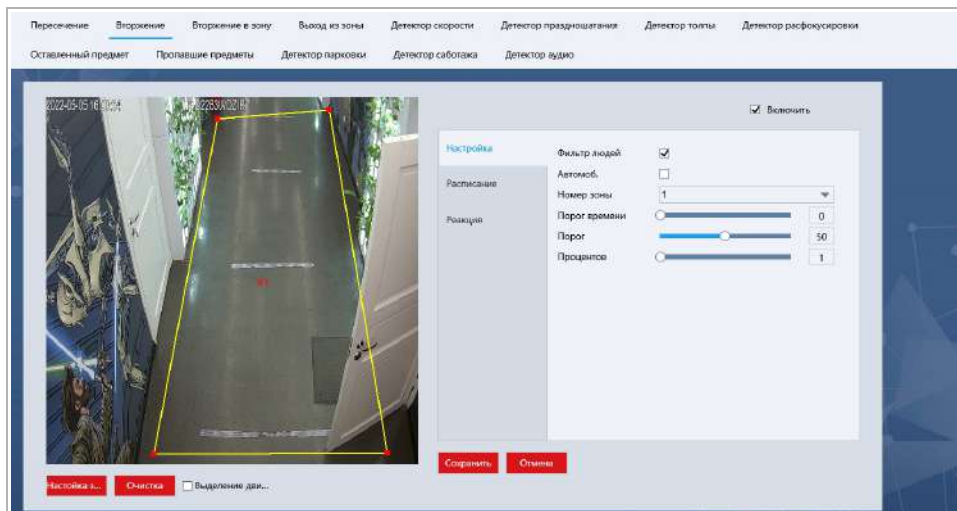 Пересечение Вторжение Вторжение в зону Выход из зоны Детектор скорости Детектор праздношатания Детектор толпы Детектор расфокусировки
Оставленный предмет Пропавшие предметы Детектор парковки Детектор саботажа Детектор аудио
2022-05-05 16
Включить
Настройка
Расписание
Реакция
Фильтр людей
Автомоб.
Номер зоны 1
Порог времени 0
Порог 50
Процентов 1
Сохранить Отмена
Настойка з... Очистка Выделение дви...